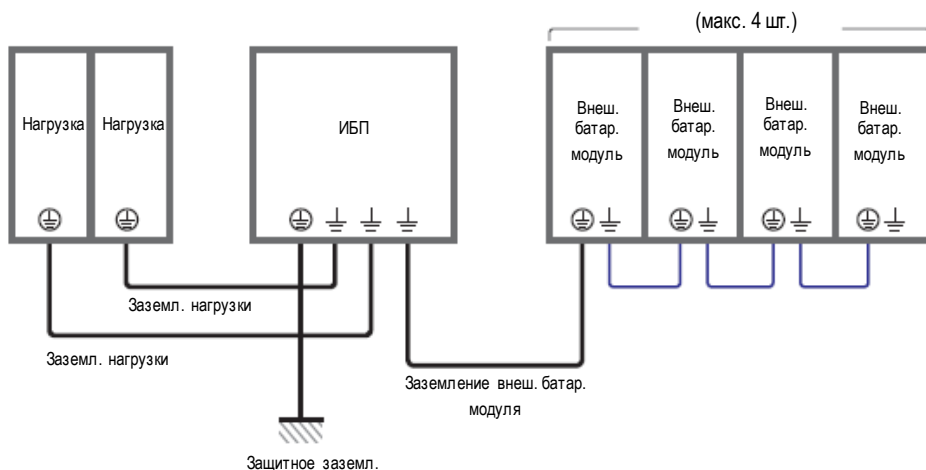 (макс. 4 шт.)
Нагрузка
Нагрузка
ИБП
Внеш.
батар.
модуль
Внеш.
батар.
модуль
Внеш.
батар.
модуль
Внеш.
батар.
модуль
Заземл. нагрузки
Заземл. нагрузки
Заземление внеш. батар.
модуля
Защитное заземл.